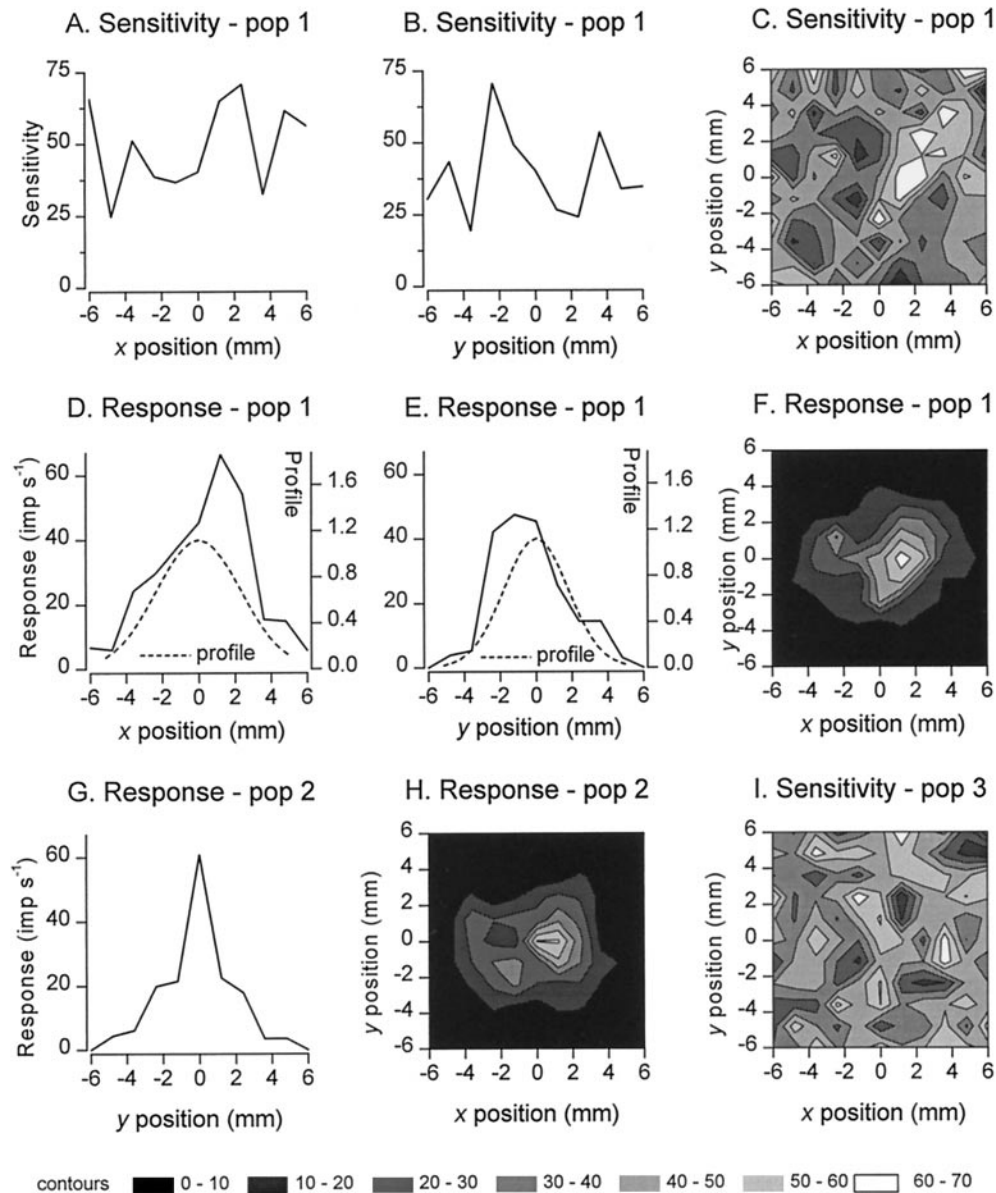 A. Sensitivity - pop 1
B. Sensitivity - pop 1
C. Sensitivity - pop 1
75
50
25
0
Sensitivity
-6 -4 -2 0 2 4 6
x position (mm)
75
50
25
0
-6 -4 -2 0 2 4 6
y position (mm)
6
4
2
0
-2
-4
-6
y position (mm)
-6 -4 -2 0 2 4 6
x position (mm)
D. Response - pop 1
E. Response - pop 1
F. Response - pop 1
60
40
20
0
Response (imp s⁻¹)
Profile
1.6
1.2
0.8
0.4
0.0
profile
-6 -4 -2 0 2 4 6
x position (mm)
60
40
20
0
Profile
1.6
1.2
0.8
0.4
0.0
profile
-6 -4 -2 0 2 4 6
y position (mm)
6
4
2
0
-2
-4
-6
y position (mm)
-6 -4 -2 0 2 4 6
x position (mm)
G. Response - pop 2
H. Response - pop 2
I. Sensitivity - pop 3
60
40
20
0
Response (imp s⁻¹)
-6 -4 -2 0 2 4 6
y position (mm)
6
4
2
0
-2
-4
-6
y position (mm)
-6 -4 -2 0 2 4 6
x position (mm)
6
4
2
0
-2
-4
-6
y position (mm)
-6 -4 -2 0 2 4 6
x position (mm)
contours 0 - 10 10 - 20 20 - 30 30 - 40 40 - 50 50 - 60 60 - 70